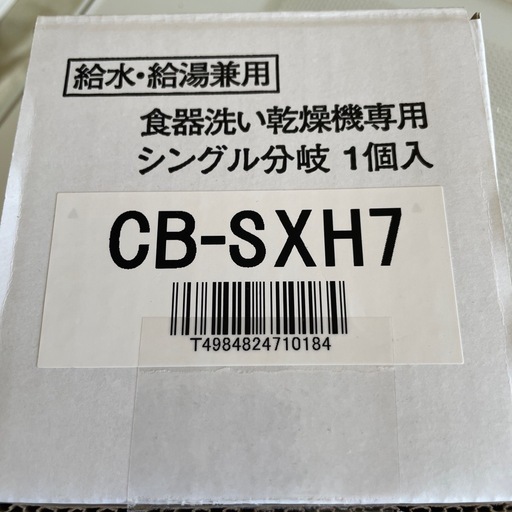 給水・給湯兼用
食器洗い乾燥機専用
シングル分岐 1個入
CB-SXH7
T4984824710184